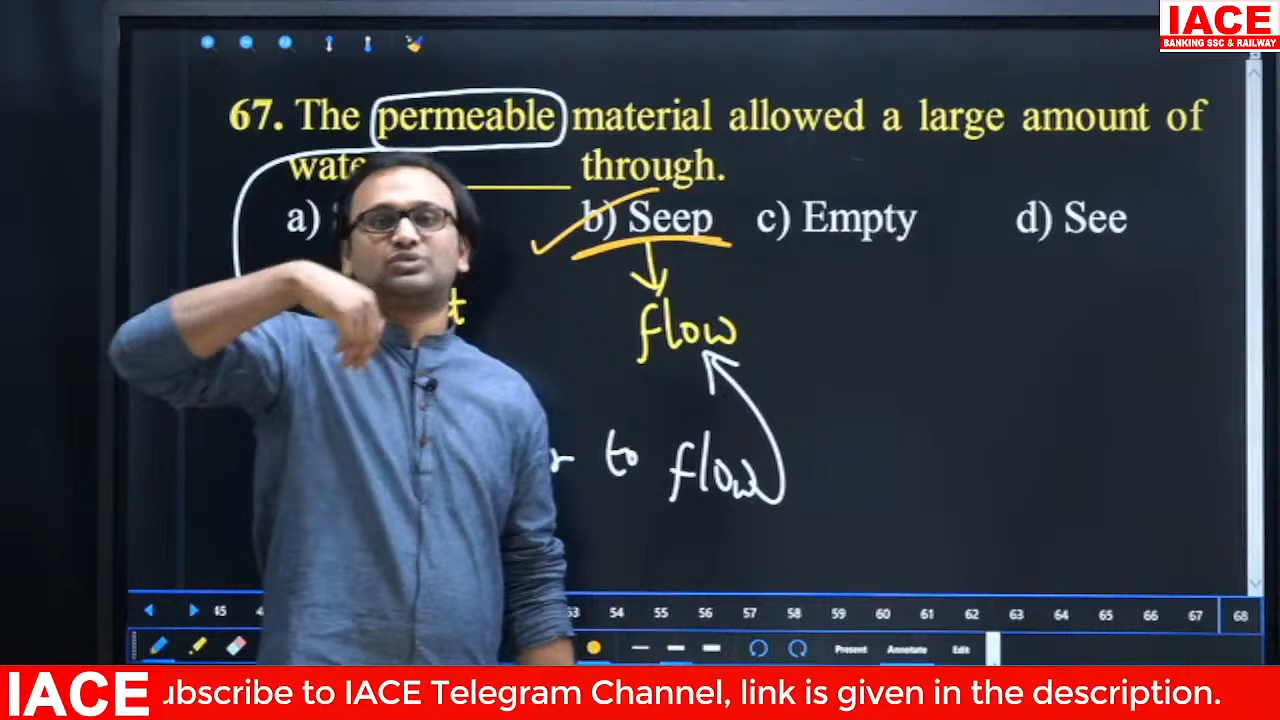 IACE
BANKING SSC & RAILWAY
67. The permeable material allowed a large amount of
wate through.
a) b) Seep c) Empty d) See
flow
to flow
45 53 54 55 56 57 58 59 60 61 62 63 64 65 66 67 68
Present Annotate Edit
IACE ubscribe to IACE Telegram Channel, link is given in the description.